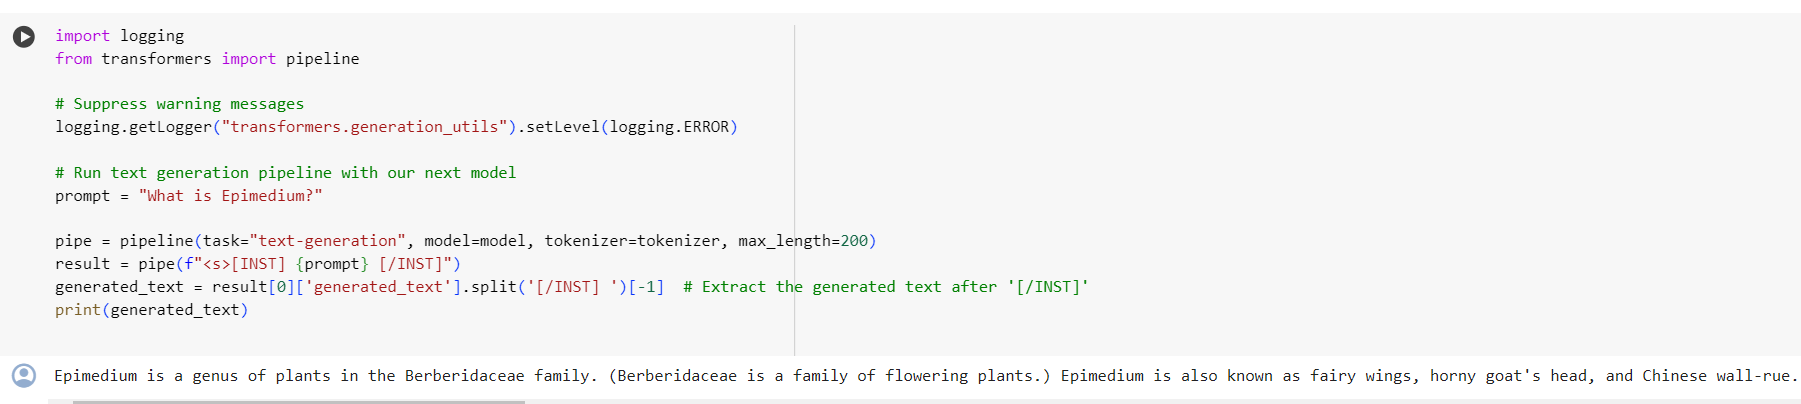 import logging
from transformers import pipeline
# Suppress warning messages
logging.getLogger("transformers.generation_utils").setLevel(logging.ERROR)
# Run text generation pipeline with our next model
prompt = "What is Epimedium?"
pipe = pipeline(task="text-generation", model=model, tokenizer=tokenizer, max_length=200)
result = pipe(f"<s>[INST] {prompt} [/INST]")
generated_text = result[0]['generated_text'].split('[/INST] ')[-1]  # Extract the generated text after '[/INST]'
print(generated_text)
Epimedium is a genus of plants in the Berberidaceae family. (Berberidaceae is a family of flowering plants.) Epimedium is also known as fairy wings, horny goat's head, and Chinese wall-rue.